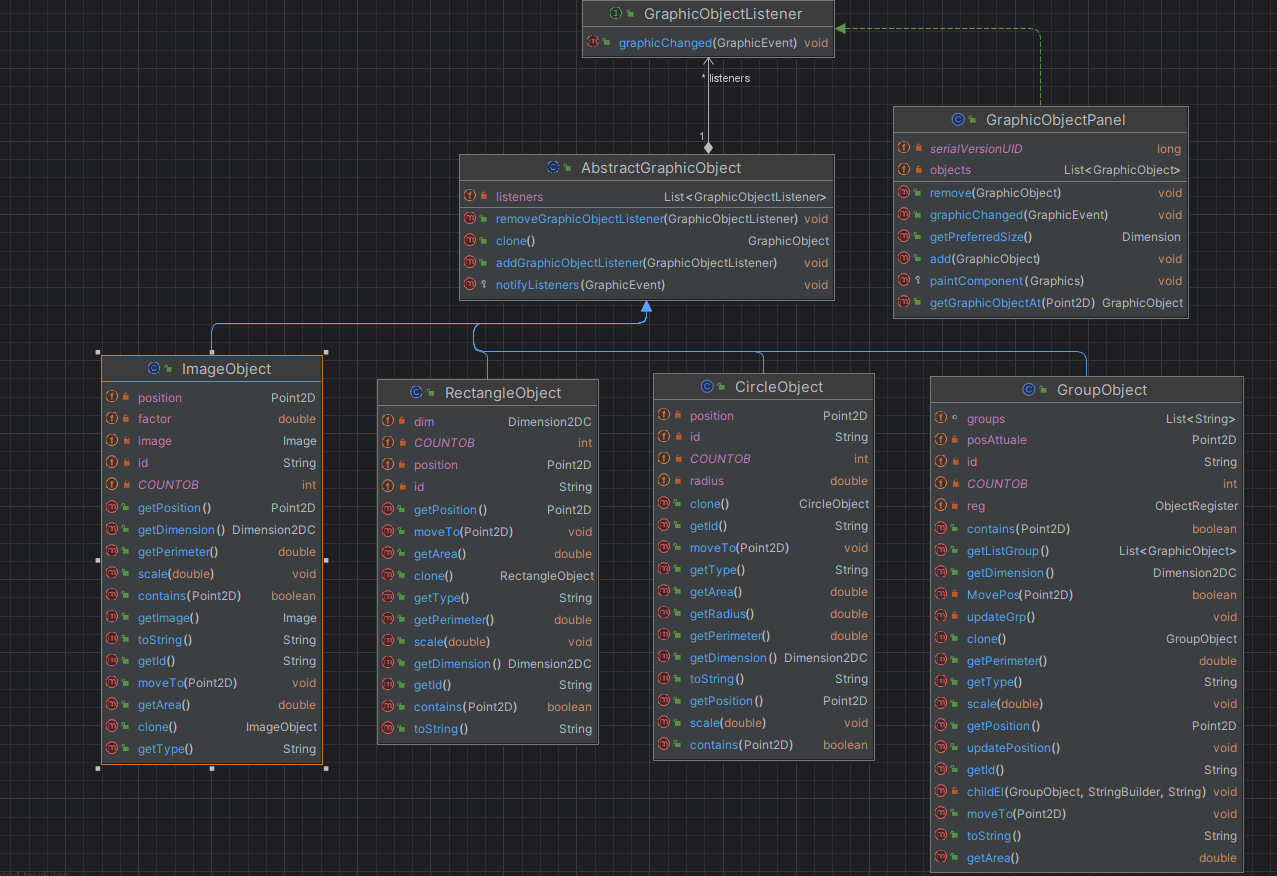 GraphicObjectListener
graphicChanged(GraphicEvent) void
* listeners
1
GraphicObjectPanel
serialVersionUID long
objects List<GraphicObject>
remove(GraphicObject) void
graphicChanged(GraphicEvent) void
getPreferredSize() Dimension
add(GraphicObject) void
paintComponent(Graphics) void
getGraphicObjectAt(Point2D) GraphicObject
AbstractGraphicObject
listeners List<GraphicObjectListener>
removeGraphicObjectListener(GraphicObjectListener) void
clone() GraphicObject
addGraphicObjectListener(GraphicObjectListener) void
notifyListeners(GraphicEvent) void
ImageObject
position Point2D
factor double
image Image
id String
COUNTOB int
getPosition() Point2D
getDimension() Dimension2DC
getPerimeter() double
scale(double) void
contains(Point2D) boolean
getImage() Image
toString() String
getId() String
moveTo(Point2D) void
getArea() double
clone() ImageObject
getType() String
RectangleObject
dim Dimension2DC
COUNTOB int
position Point2D
id String
getPosition() Point2D
moveTo(Point2D) void
getArea() double
clone() RectangleObject
getType() String
getPerimeter() double
scale(double) void
getDimension() Dimension2DC
getId() String
contains(Point2D) boolean
toString() String
CircleObject
position Point2D
id String
COUNTOB int
radius double
clone() CircleObject
getId() String
moveTo(Point2D) void
getType() String
getArea() double
getRadius() double
getPerimeter() double
getDimension() Dimension2DC
toString() String
getPosition() Point2D
scale(double) void
contains(Point2D) boolean
GroupObject
groups List<String>
posAttuale Point2D
id String
COUNTOB int
reg ObjectRegister
contains(Point2D) boolean
getListGroup() List<GraphicObject>
getDimension() Dimension2DC
MovePos(Point2D) boolean
updateGrp() void
clone() GroupObject
getPerimeter() double
getType() String
scale(double) void
getPosition() Point2D
updatePosition() void
getId() String
childEl(GroupObject, StringBuilder, String) void
moveTo(Point2D) void
toString() String
getArea() double